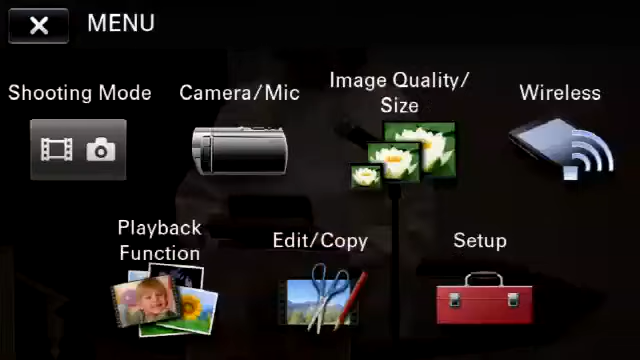 MENU
Shooting Mode
Camera/Mic
Image Quality/
Size
Wireless
Playback
Function
Edit/Copy
Setup